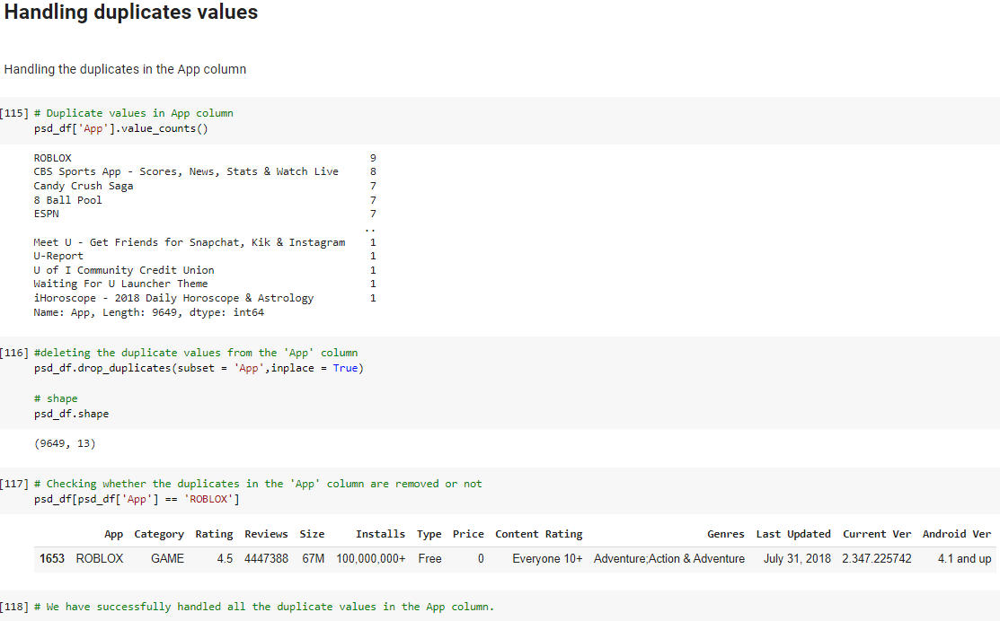 Handling duplicates values
Handling the duplicates in the App column
[115] # Duplicate values in App column
psd_df['App'].value_counts()
ROBLOX 9
CBS Sports App - Scores, News, Stats & Watch Live 8
Candy Crush Saga 7
8 Ball Pool 7
ESPN 7
..
Meet U - Get Friends for Snapchat, Kik & Instagram 1
U-Report 1
U of I Community Credit Union 1
Waiting For U Launcher Theme 1
iHoroscope - 2018 Daily Horoscope & Astrology 1
Name: App, Length: 9649, dtype: int64
[116] #deleting the duplicate values from the 'App' column
psd_df.drop_duplicates(subset = 'App',inplace = True)
# shape
psd_df.shape
(9649, 13)
[117] # Checking whether the duplicates in the 'App' column are removed or not
psd_df[psd_df['App'] == 'ROBLOX']
App Category Rating Reviews Size Installs Type Price Content Rating Genres Last Updated Current Ver Android Ver
1653 ROBLOX GAME 4.5 4447388 67M 100,000,000+ Free 0 Everyone 10+ Adventure;Action & Adventure July 31, 2018 2.347.225742 4.1 and up
[118] # We have successfully handled all the duplicate values in the App column.